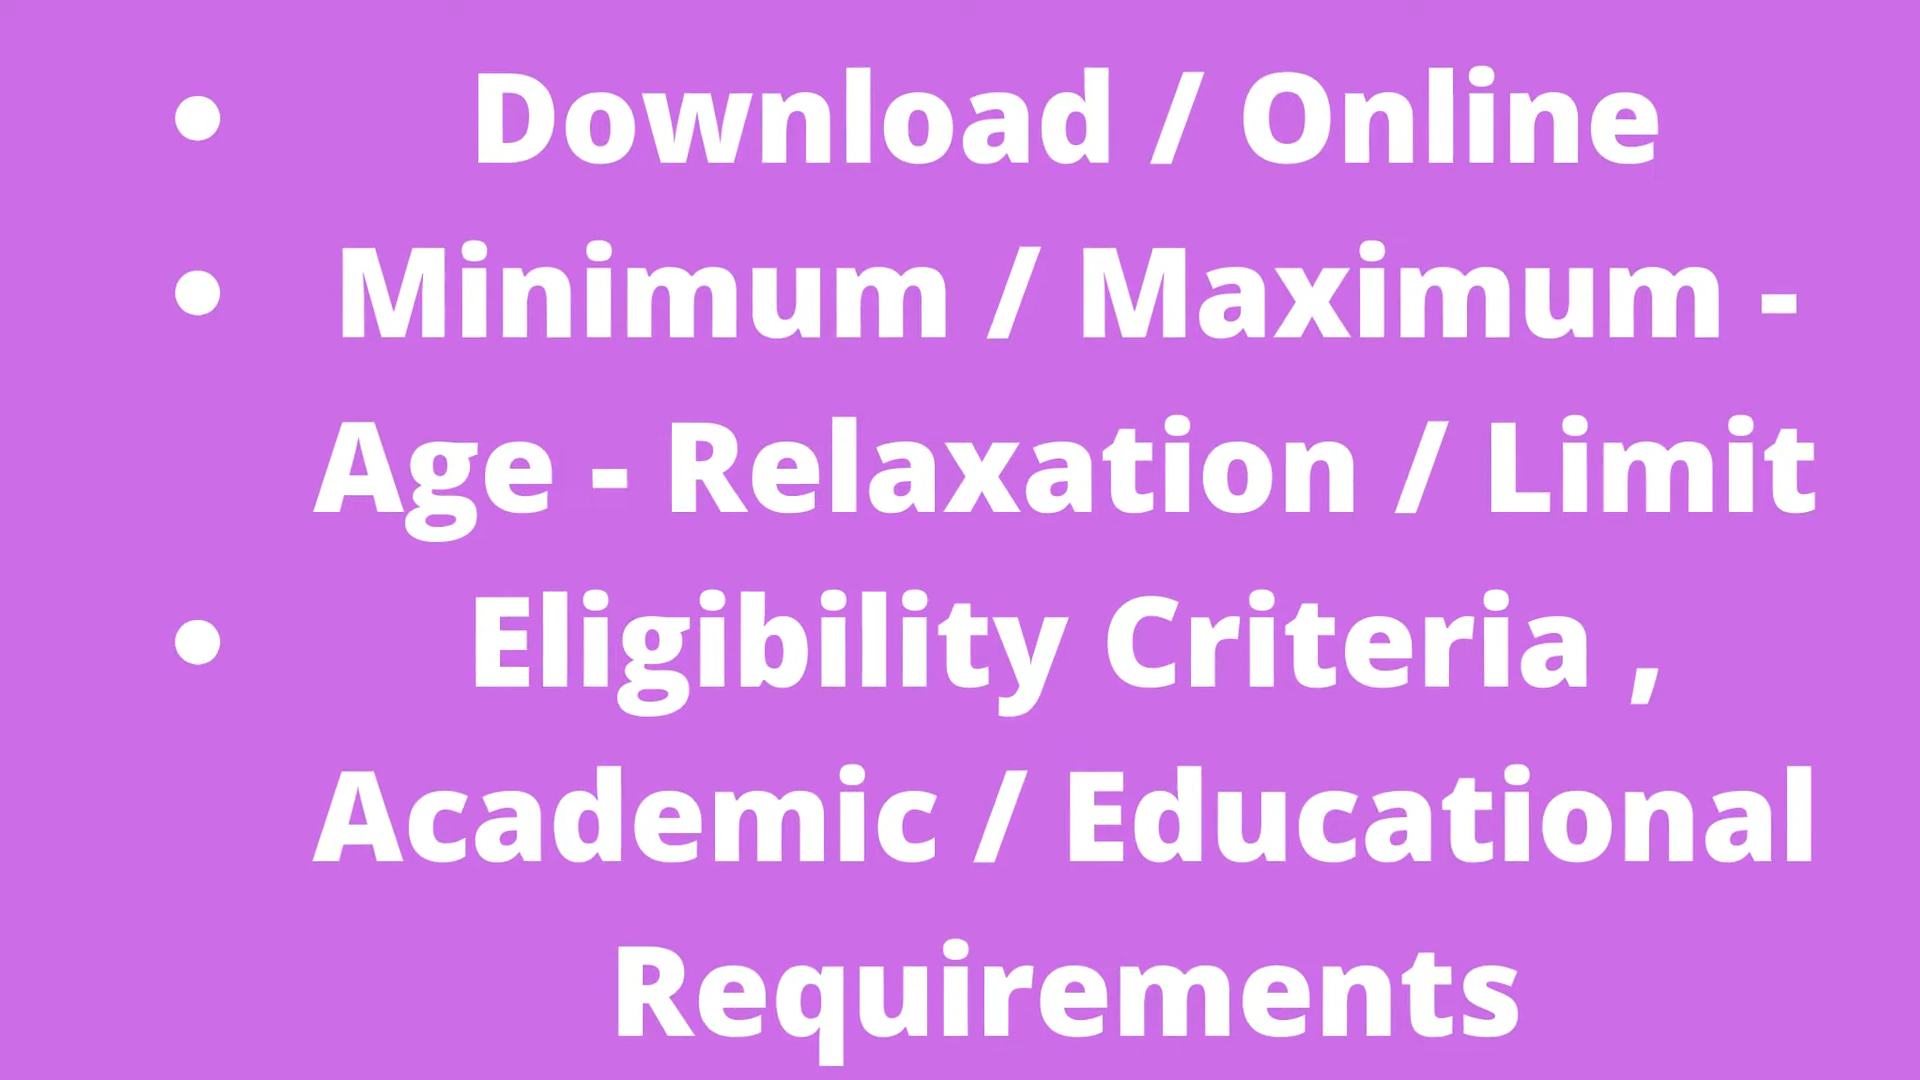 • Download / Online
• Minimum / Maximum -
Age - Relaxation / Limit
• Eligibility Criteria ,
Academic / Educational
Requirements